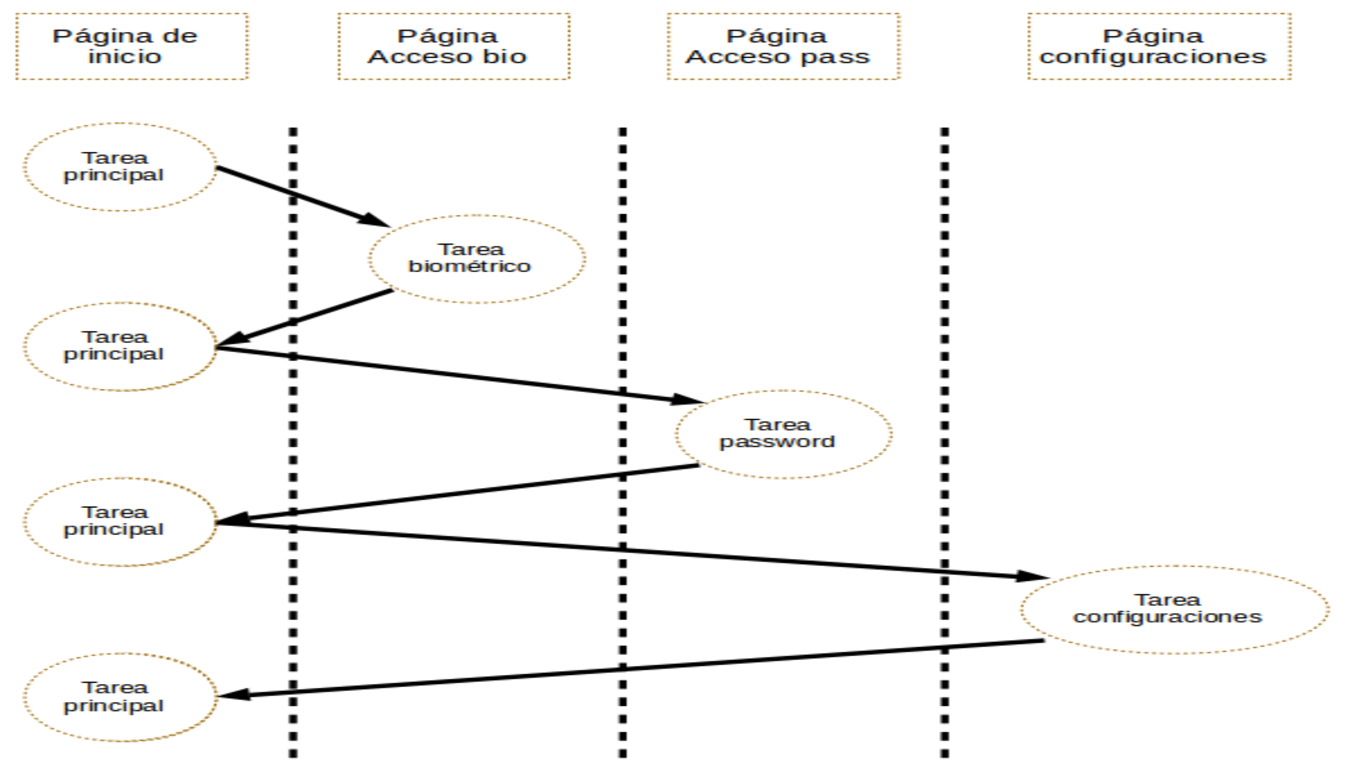 Página de
inicio
Página
Acceso bio
Página
Acceso pass
Página
configuraciones
Tarea
principal
Tarea
biométrico
Tarea
principal
Tarea
password
Tarea
principal
Tarea
configuraciones
Tarea
principal